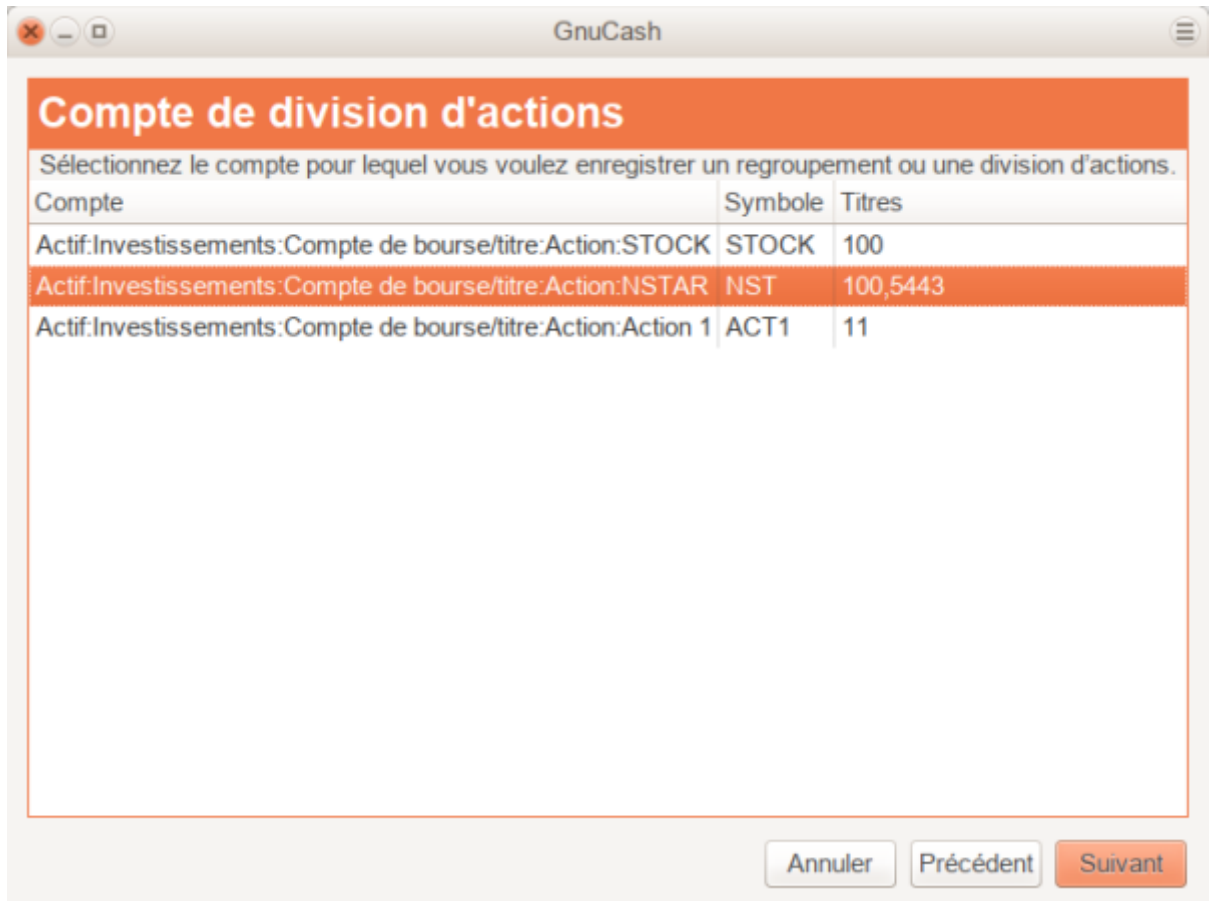 GnuCash
Compte de division d'actions
Sélectionnez le compte pour lequel vous voulez enregistrer un regroupement ou une division d’actions.
Compte Symbole Titres
Actif:Investissements:Compte de bourse/titre:Action:STOCK STOCK 100
Actif:Investissements:Compte de bourse/titre:Action:NSTAR NST 100,5443
Actif:Investissements:Compte de bourse/titre:Action:Action 1 ACT1 11
Annuler Précédent Suivant